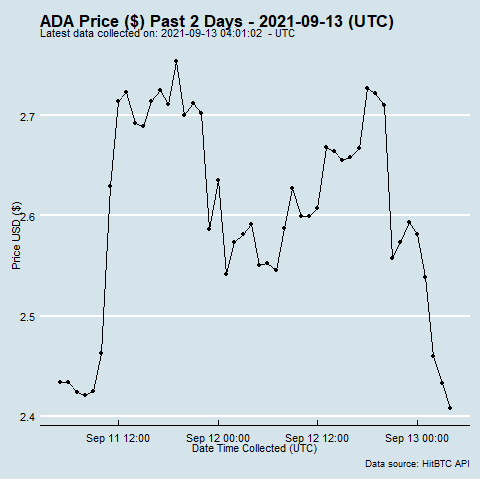 ADA Price ($) Past 2 Days - 2021-09-13 (UTC)
Latest data collected on: 2021-09-13 04:01:02 - UTC
2.7
2.6
2.5
2.4
Price USD ($)
Sep 11 12:00 Sep 12 00:00 Sep 12 12:00 Sep 13 00:00
Date Time Collected (UTC)
Data source: HitBTC API